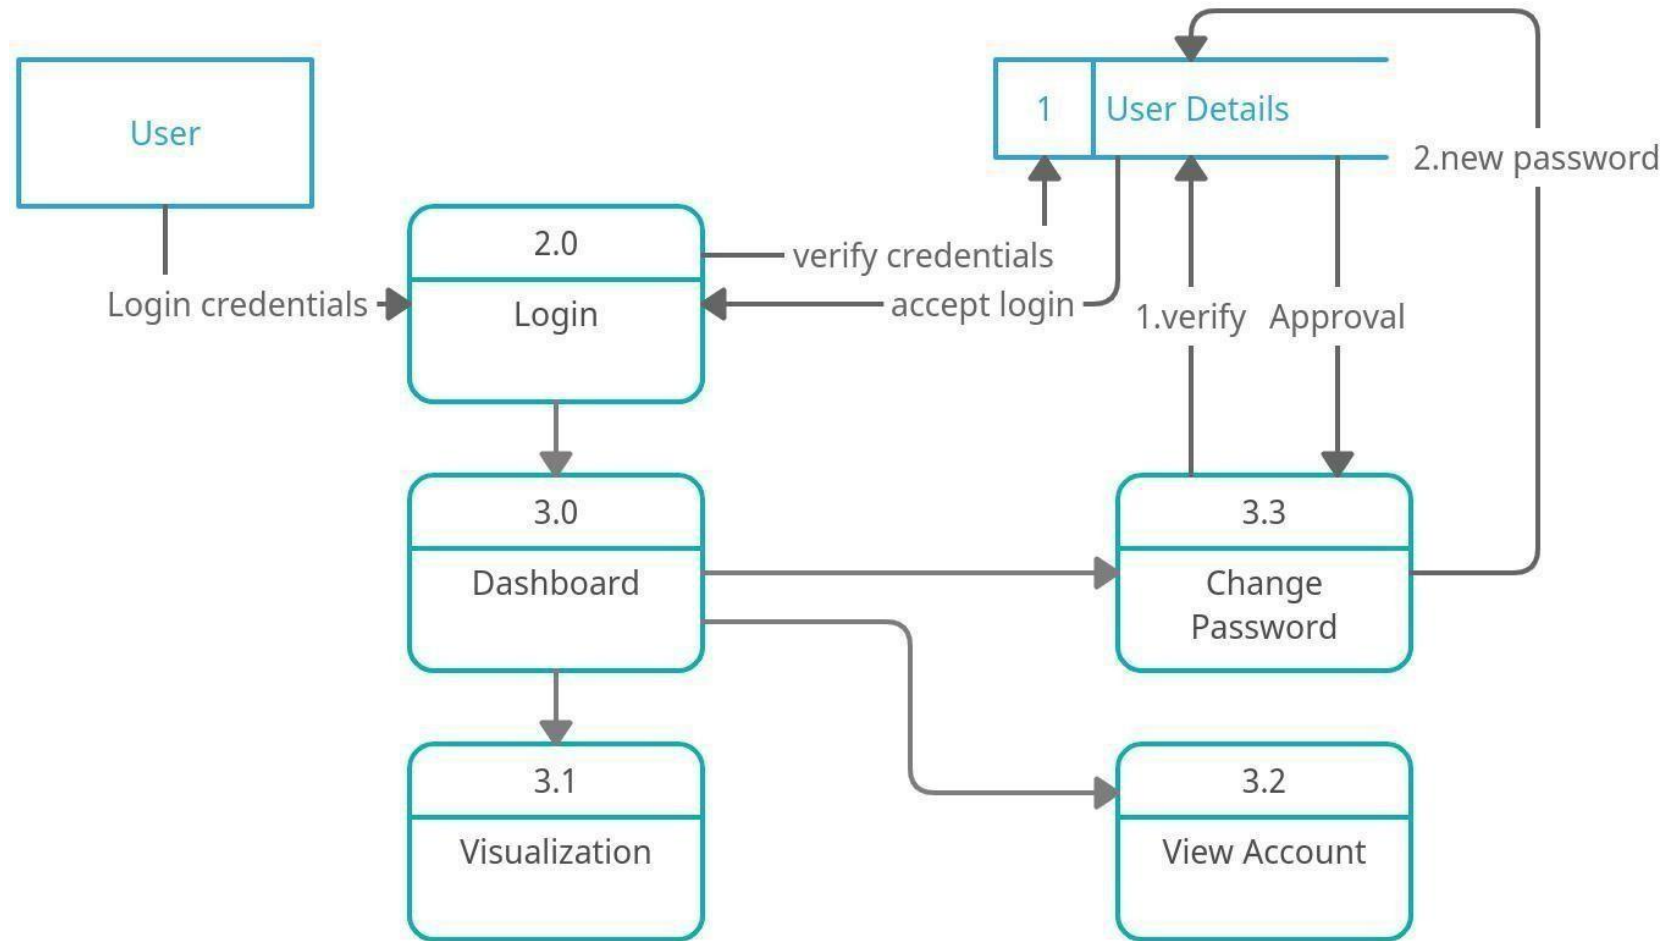 User
1
User Details
2.new password
2.0
Login
verify credentials
Login credentials
accept login
1.verify
Approval
3.0
Dashboard
3.3
Change
Password
3.1
Visualization
3.2
View Account